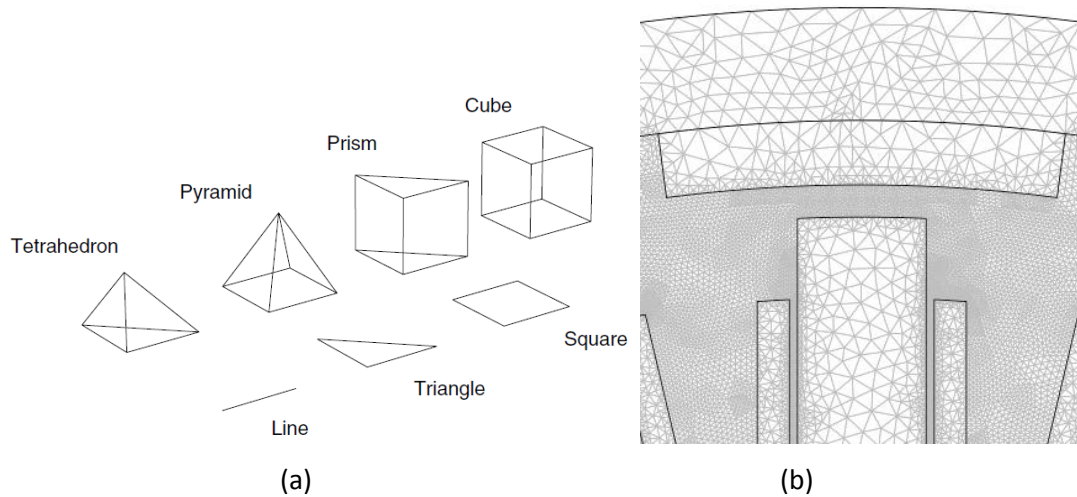 Cube
Prism
Pyramid
Tetrahedron
Square
Triangle
Line
(a)
(b)